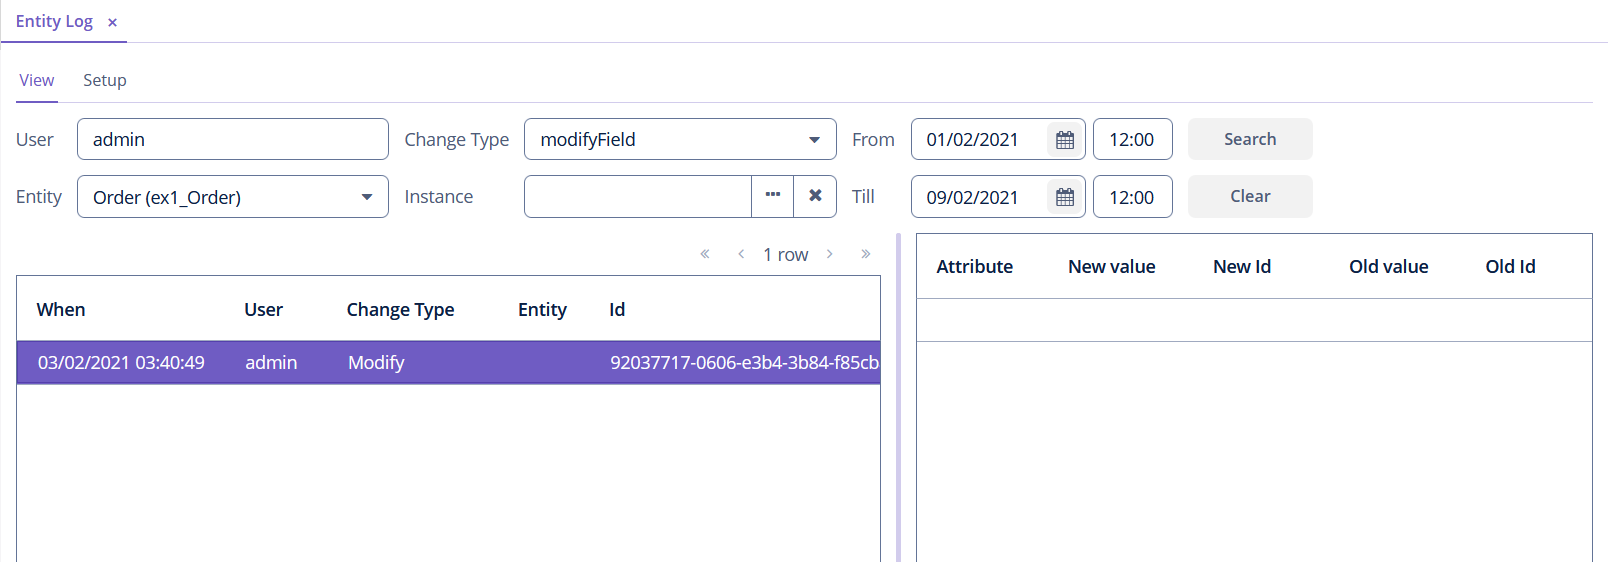 Entity Log ×
View Setup
User admin Change Type modifyField From 01/02/2021 12:00 Search
Entity Order (ex1_Order) Instance ••• ✖ Till 09/02/2021 12:00 Clear
« ‹ 1 row › »
When User Change Type Entity Id
03/02/2021 03:40:49 admin Modify 92037717-0606-e3b4-3b84-f85cb
Attribute New value New Id Old value Old Id